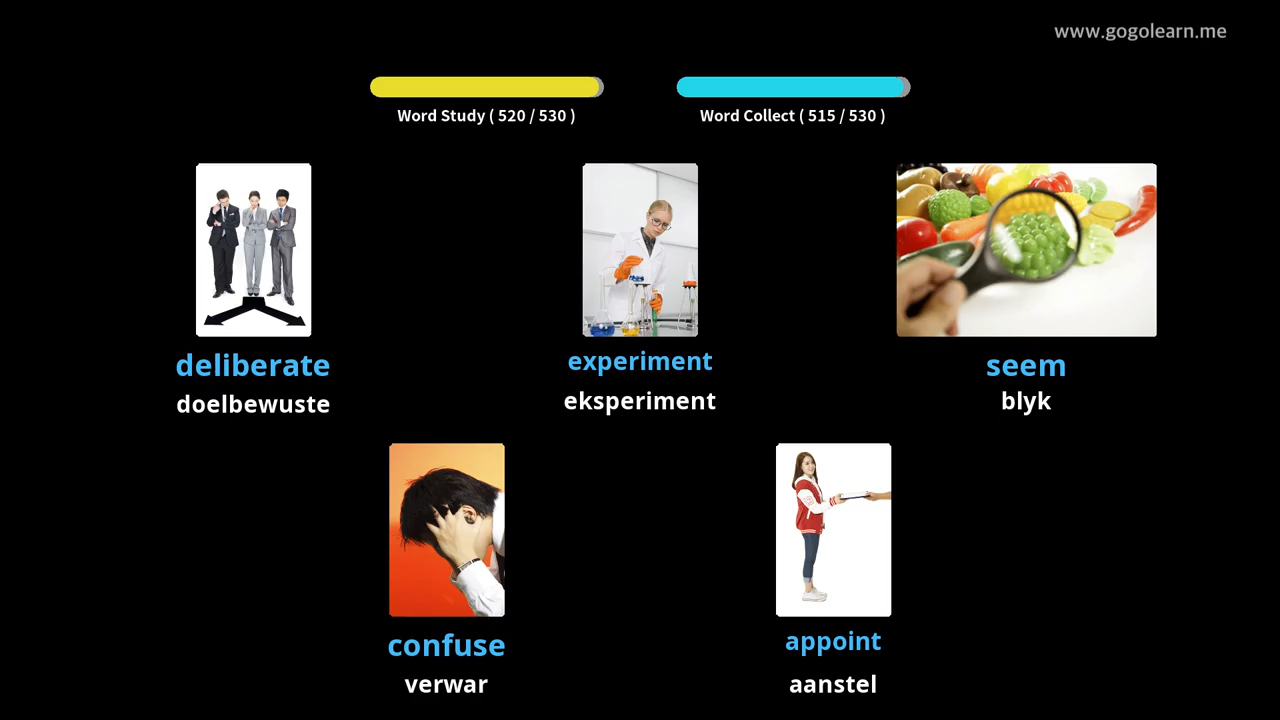 www.gogolearn.me
Word Study ( 520 / 530 )
Word Collect ( 515 / 530 )
deliberate
doelbewuste
experiment
eksperiment
seem
blyk
confuse
verwar
appoint
aanstel